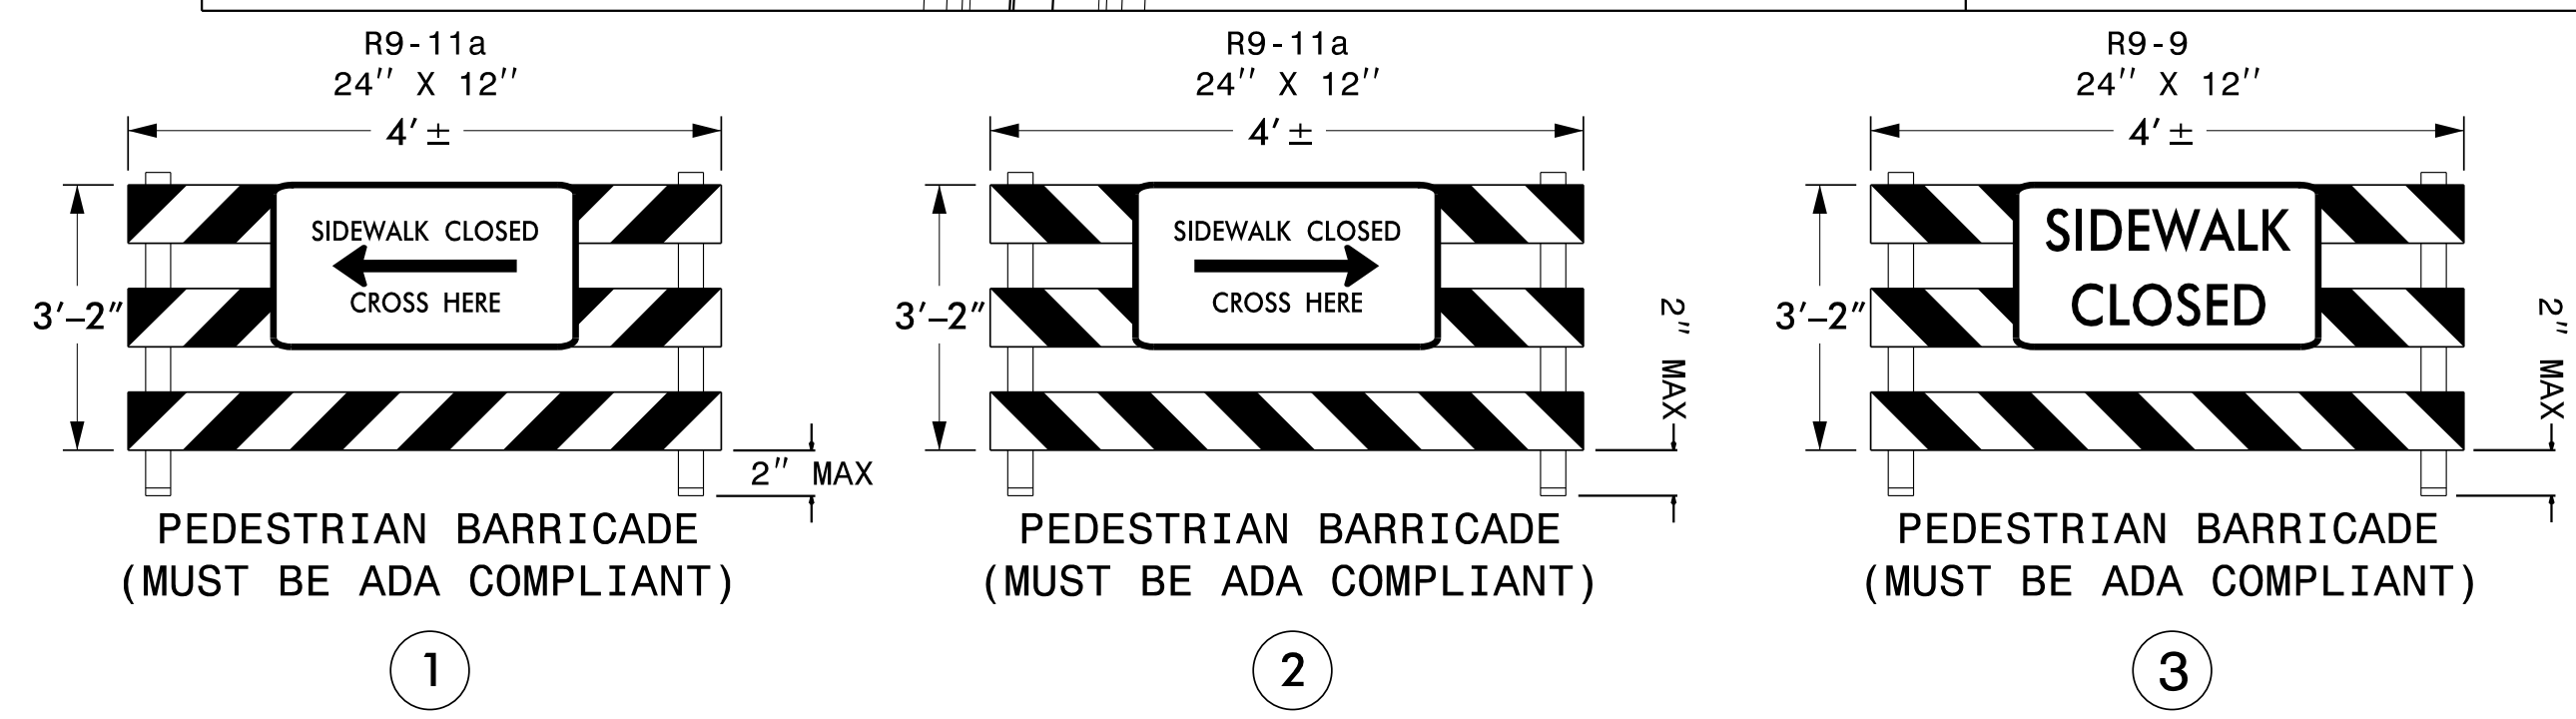 R9-11a
24'' X 12''
4' ±
SIDEWALK CLOSED
CROSS HERE
3'–2"
2'' MAX
PEDESTRIAN BARRICADE
(MUST BE ADA COMPLIANT)
1
R9-11a
24'' X 12''
4' ±
SIDEWALK CLOSED
CROSS HERE
3'–2"
2'' MAX
PEDESTRIAN BARRICADE
(MUST BE ADA COMPLIANT)
2
R9-9
24'' X 12''
4' ±
SIDEWALK
CLOSED
3'–2"
2'' MAX
PEDESTRIAN BARRICADE
(MUST BE ADA COMPLIANT)
3